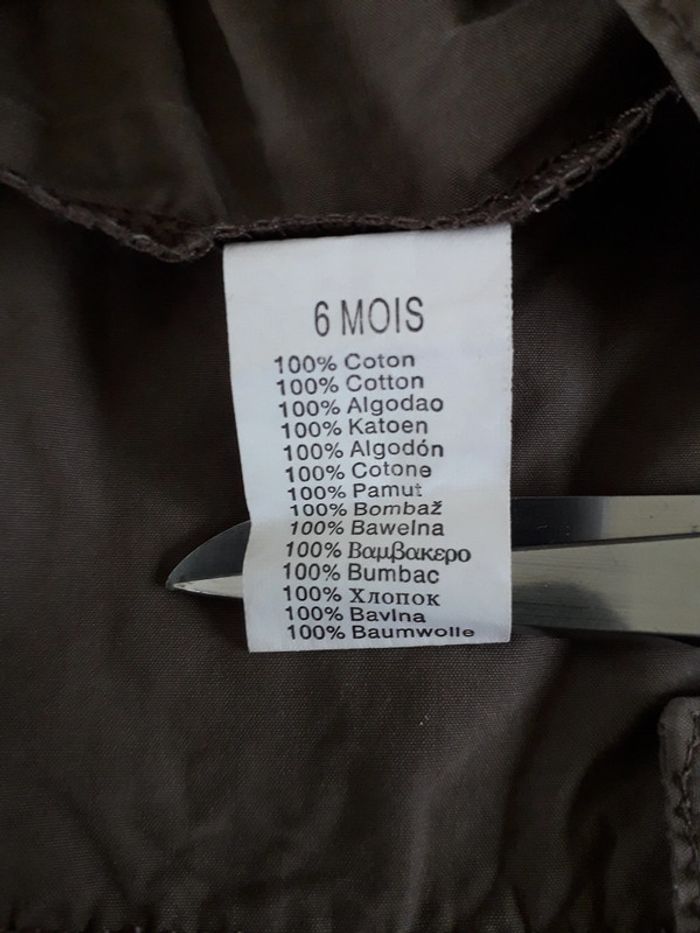 6 MOIS
100% Coton
100% Cotton
100% Algodao
100% Katoen
100% Algodón
100% Cotone
100% Pamut
100% Bombaž
100% Bawelna
100% Βαμβακερο
100% Bumbac
100% Хлопок
100% Bavlna
100% Baumwolle